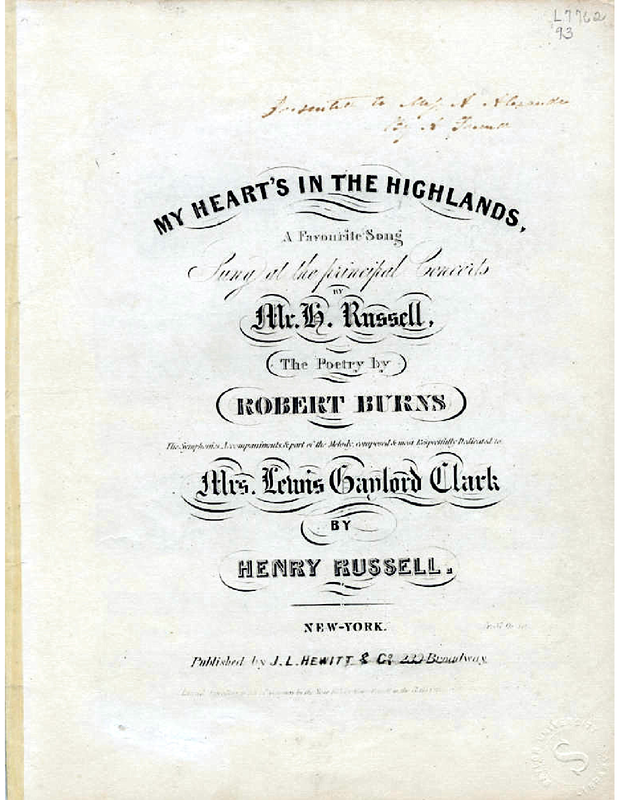 L7762
93
Presented to Miss A Alexander
By A Friend
MY HEART'S IN THE HIGHLANDS,
A Favourite Song
Sung at the principal Concerts
BY
Mr. H. Russell,
The Poetry by
ROBERT BURNS
The Symphonies Accompaniments & part of the Melody, composed & most Respectfully Dedicated to
Mrs. Lewis Gaylord Clark
BY
HENRY RUSSELL.
NEW-YORK.
Published by J. L. HEWITT & Co 239 Broadway
S